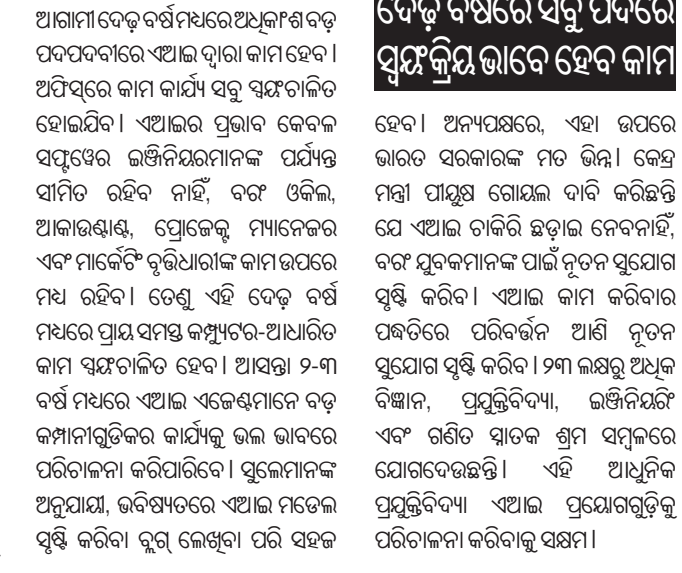 ଆଗାମୀ ଦେଢ଼ ବର୍ଷ ମଧ୍ୟରେ ଅଧିକାଂଶ ବଡ଼
ପଦପଦବୀରେ ଏଆଇ ଦ୍ୱାରା କାମ ହେବ ।
ଅଫିସ୍‌ରେ କାମ କାର୍ଯ୍ୟ ସବୁ ସ୍ୱୟଂଚାଳିତ
ହୋଇଯିବ । ଏଆଇର ପ୍ରଭାବ କେବଳ
ସଫ୍ଟୱେର ଇଞ୍ଜିନିୟରମାନଙ୍କ ପର୍ଯ୍ୟନ୍ତ
ସୀମିତ ରହିବ ନାହିଁ, ବରଂ ଓକିଲ,
ଆକାଉଣ୍ଟାଣ୍ଟ, ପ୍ରୋଜେକ୍ଟ ମ୍ୟାନେଜର
ଏବଂ ମାର୍କେଟିଂ ବୃତ୍ତିଧାରୀଙ୍କ କାମ ଉପରେ
ମଧ୍ୟ ରହିବ । ତେଣୁ ଏହି ଦେଢ଼ ବର୍ଷ
ମଧ୍ୟରେ ପ୍ରାୟ ସମସ୍ତ କମ୍ପ୍ୟୁଟର-ଆଧାରିତ
କାମ ସ୍ୱୟଂଚାଳିତ ହେବ । ଆସନ୍ତା ୨-୩
ବର୍ଷ ମଧ୍ୟରେ ଏଆଇ ଏଜେଣ୍ଟମାନେ ବଡ଼
କମ୍ପାନୀଗୁଡିକର କାର୍ଯ୍ୟକୁ ଭଲ ଭାବରେ
ପରିଚାଳନା କରିପାରିବେ । ସୁଲେମାନଙ୍କ
ଅନୁଯାୟୀ, ଭବିଷ୍ୟତରେ ଏଆଇ ମଡେଲ
ସୃଷ୍ଟି କରିବା ବ୍ଲଗ୍ ଲେଖିବା ପରି ସହଜ
ଦେଢ଼ ବର୍ଷରେ ସବୁ ପଦରେ
ସ୍ୱୟଂକ୍ରିୟ ଭାବେ ହେବ କାମ
ହେବ । ଅନ୍ୟପକ୍ଷରେ, ଏହା ଉପରେ
ଭାରତ ସରକାରଙ୍କ ମତ ଭିନ୍ନ । କେନ୍ଦ୍ର
ମନ୍ତ୍ରୀ ପୀୟୂଷ ଗୋୟଲ ଦାବି କରିଛନ୍ତି
ଯେ ଏଆଇ ଚାକିରି ଛଡ଼ାଇ ନେବନାହିଁ,
ବରଂ ଯୁବକମାନଙ୍କ ପାଇଁ ନୂତନ ସୁଯୋଗ
ସୃଷ୍ଟି କରିବ । ଏଆଇ କାମ କରିବାର
ପଦ୍ଧତିରେ ପରିବର୍ତ୍ତନ ଆଣି ନୂତନ
ସୁଯୋଗ ସୃଷ୍ଟି କରିବ । ୨୩ ଲକ୍ଷରୁ ଅଧିକ
ବିଜ୍ଞାନ, ପ୍ରଯୁକ୍ତିବିଦ୍ୟା, ଇଞ୍ଜିନିୟରିଂ
ଏବଂ ଗଣିତ ସ୍ନାତକ ଶ୍ରମ ସମ୍ବଳରେ
ଯୋଗଦେଉଛନ୍ତି । ଏହି ଆଧୁନିକ
ପ୍ରଯୁକ୍ତିବିଦ୍ୟା ଏଆଇ ପ୍ରୟୋଗଗୁଡ଼ିକୁ
ପରିଚାଳନା କରିବାକୁ ସକ୍ଷମ ।